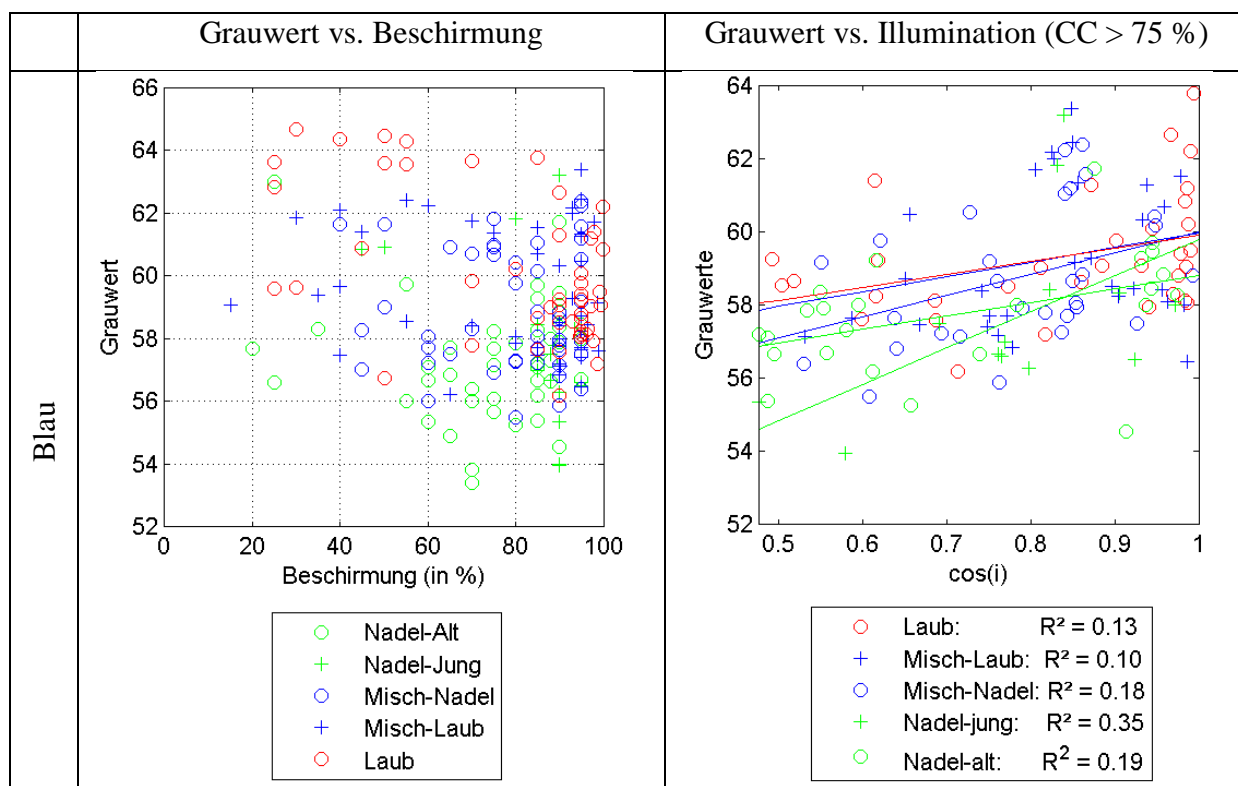 Grauwert vs. Beschirmung
Grauwert vs. Illumination (CC > 75 %)
Blau
66
64
62
60
58
56
54
52
Grauwert
0 20 40 60 80 100
Beschirmung (in %)
Nadel-Alt
Nadel-Jung
Misch-Nadel
Misch-Laub
Laub
64
62
60
58
56
54
52
Grauwerte
0.5 0.6 0.7 0.8 0.9 1
cos(i)
Laub: R² = 0.13
Misch-Laub: R² = 0.10
Misch-Nadel: R² = 0.18
Nadel-jung: R² = 0.35
Nadel-alt: R² = 0.19